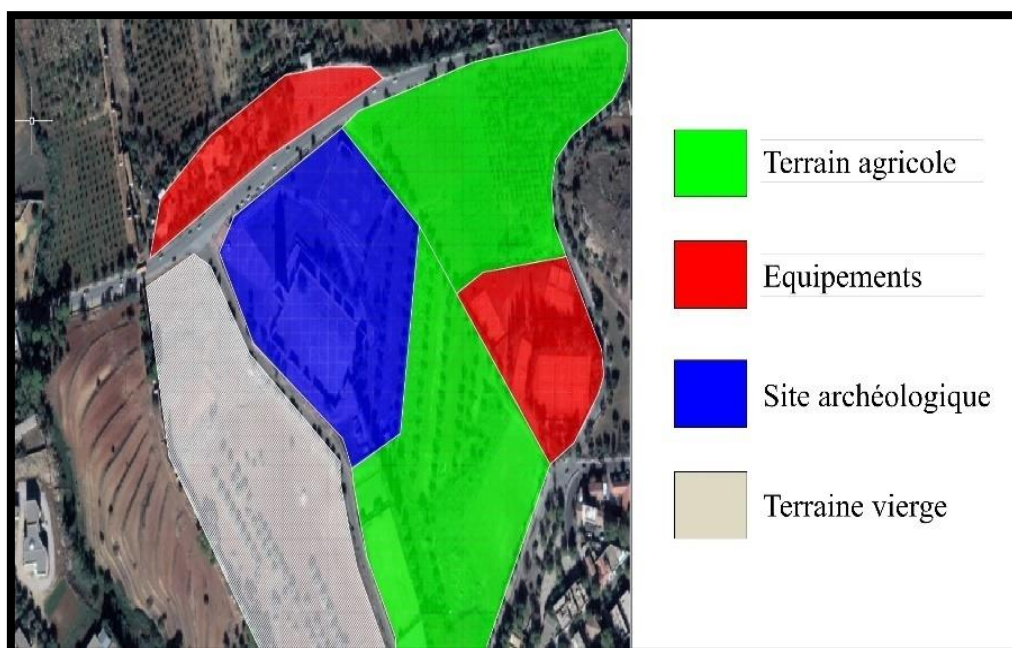 Terrain agricole
Equipements
Site archéologique
Terraine vierge